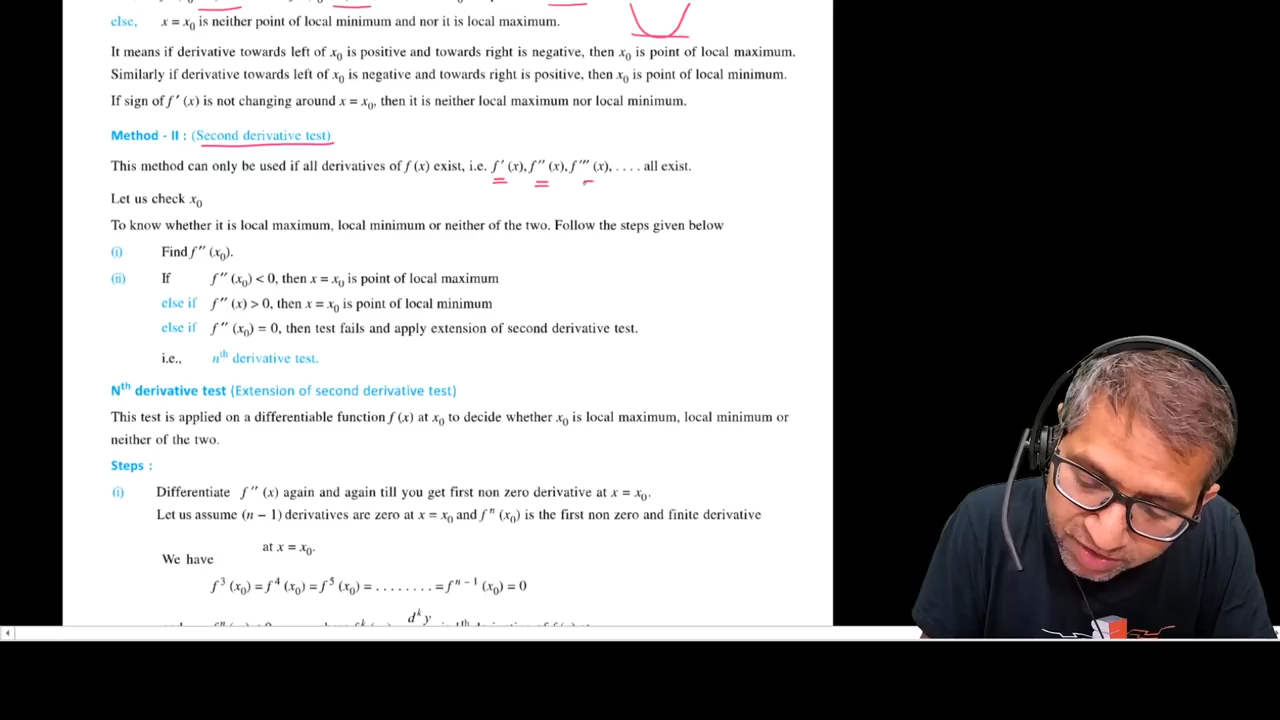 else, x = x₀ is neither point of local minimum and nor it is local maximum.
It means if derivative towards left of x₀ is positive and towards right is negative, then x₀ is point of local maximum.
Similarly if derivative towards left of x₀ is negative and towards right is positive, then x₀ is point of local minimum.
If sign of f′ (x) is not changing around x = x₀, then it is neither local maximum nor local minimum.
Method - II : (Second derivative test)
This method can only be used if all derivatives of f (x) exist, i.e. f′ (x), f″ (x), f‴ (x), . . . . all exist.
Let us check x₀
To know whether it is local maximum, local minimum or neither of the two. Follow the steps given below
(i) Find f″ (x₀).
(ii) If f″ (x₀) < 0, then x = x₀ is point of local maximum
else if f″ (x) > 0, then x = x₀ is point of local minimum
else if f″ (x₀) = 0, then test fails and apply extension of second derivative test.
i.e., nᵗʰ derivative test.
Nᵗʰ derivative test (Extension of second derivative test)
This test is applied on a differentiable function f (x) at x₀ to decide whether x₀ is local maximum, local minimum or
neither of the two.
Steps :
(i) Differentiate f″ (x) again and again till you get first non zero derivative at x = x₀.
Let us assume (n − 1) derivatives are zero at x = x₀ and fⁿ (x₀) is the first non zero and finite derivative
at x = x₀.
We have
f³ (x₀) = f⁴ (x₀) = f⁵ (x₀) = . . . . . . . . = fⁿ⁻¹ (x₀) = 0
dᵏy